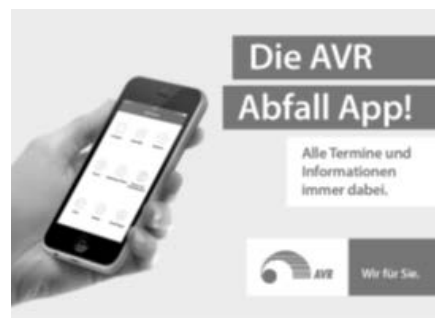 Die AVR
Abfall App!
Alle Termine und
Informationen
immer dabei.
AVR
Wir für Sie.